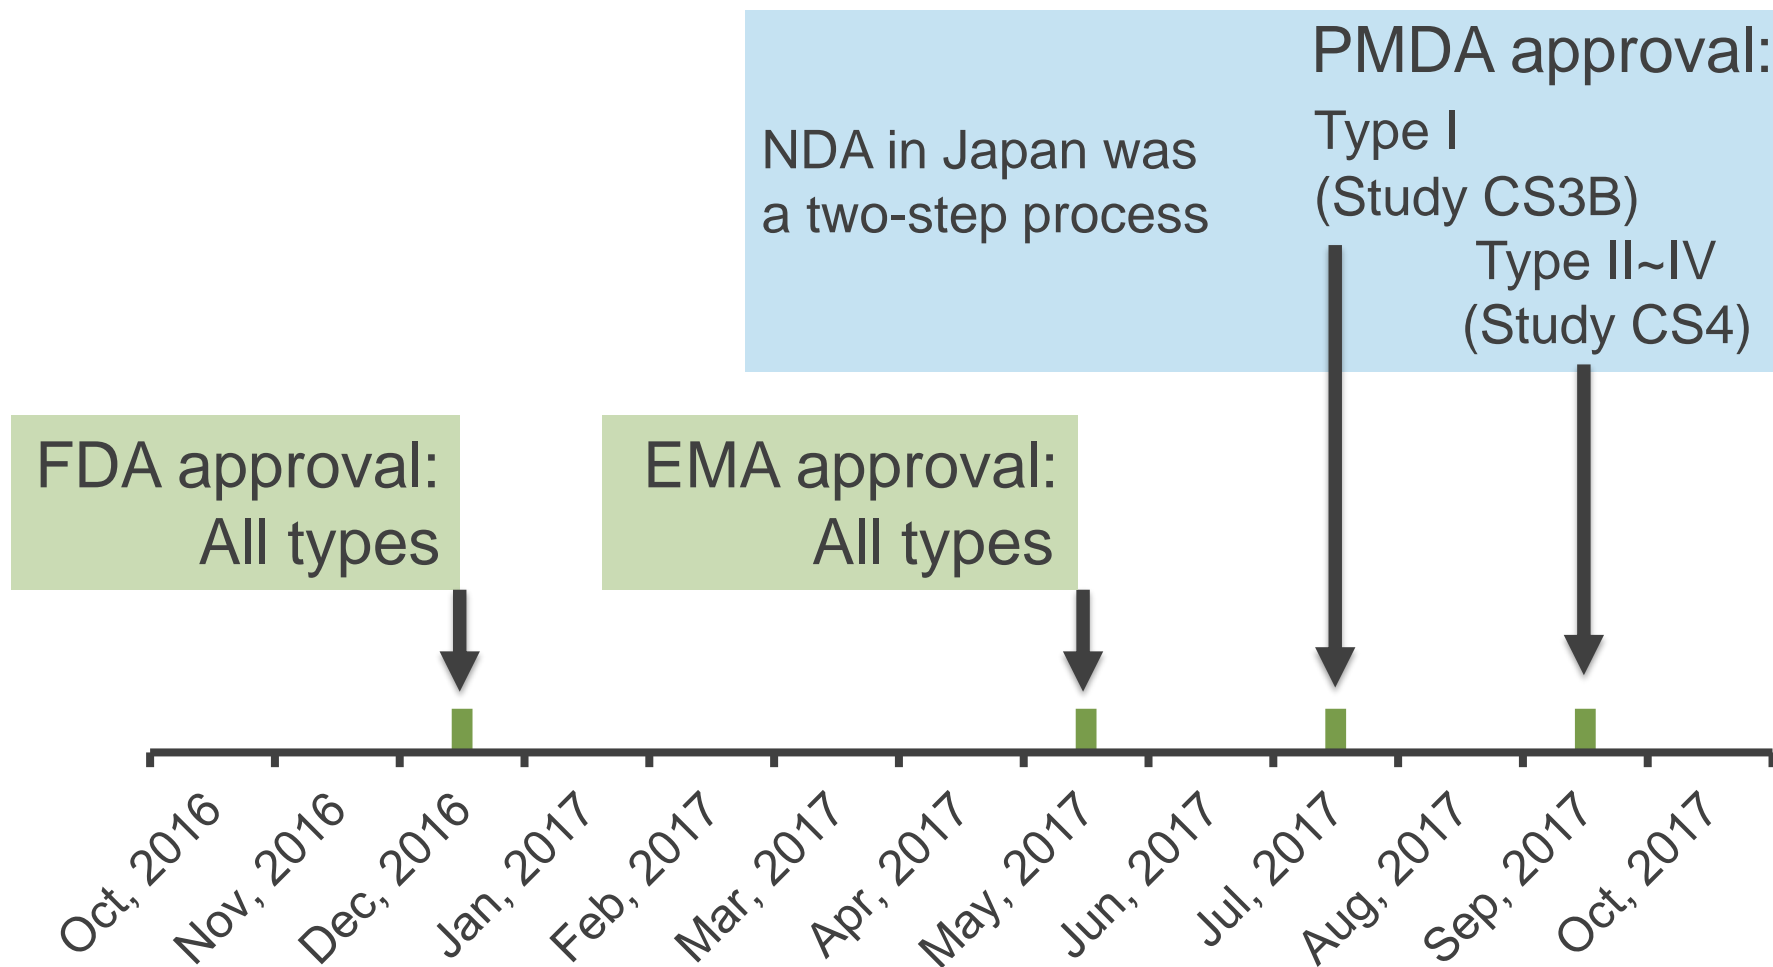 PMDA approval:
NDA in Japan was
a two-step process
Type I
(Study CS3B)
Type II~IV
(Study CS4)
FDA approval:
All types
EMA approval:
All types
Oct, 2016
Nov, 2016
Dec, 2016
Jan, 2017
Feb, 2017
Mar, 2017
Apr, 2017
May, 2017
Jun, 2017
Jul, 2017
Aug, 2017
Sep, 2017
Oct, 2017